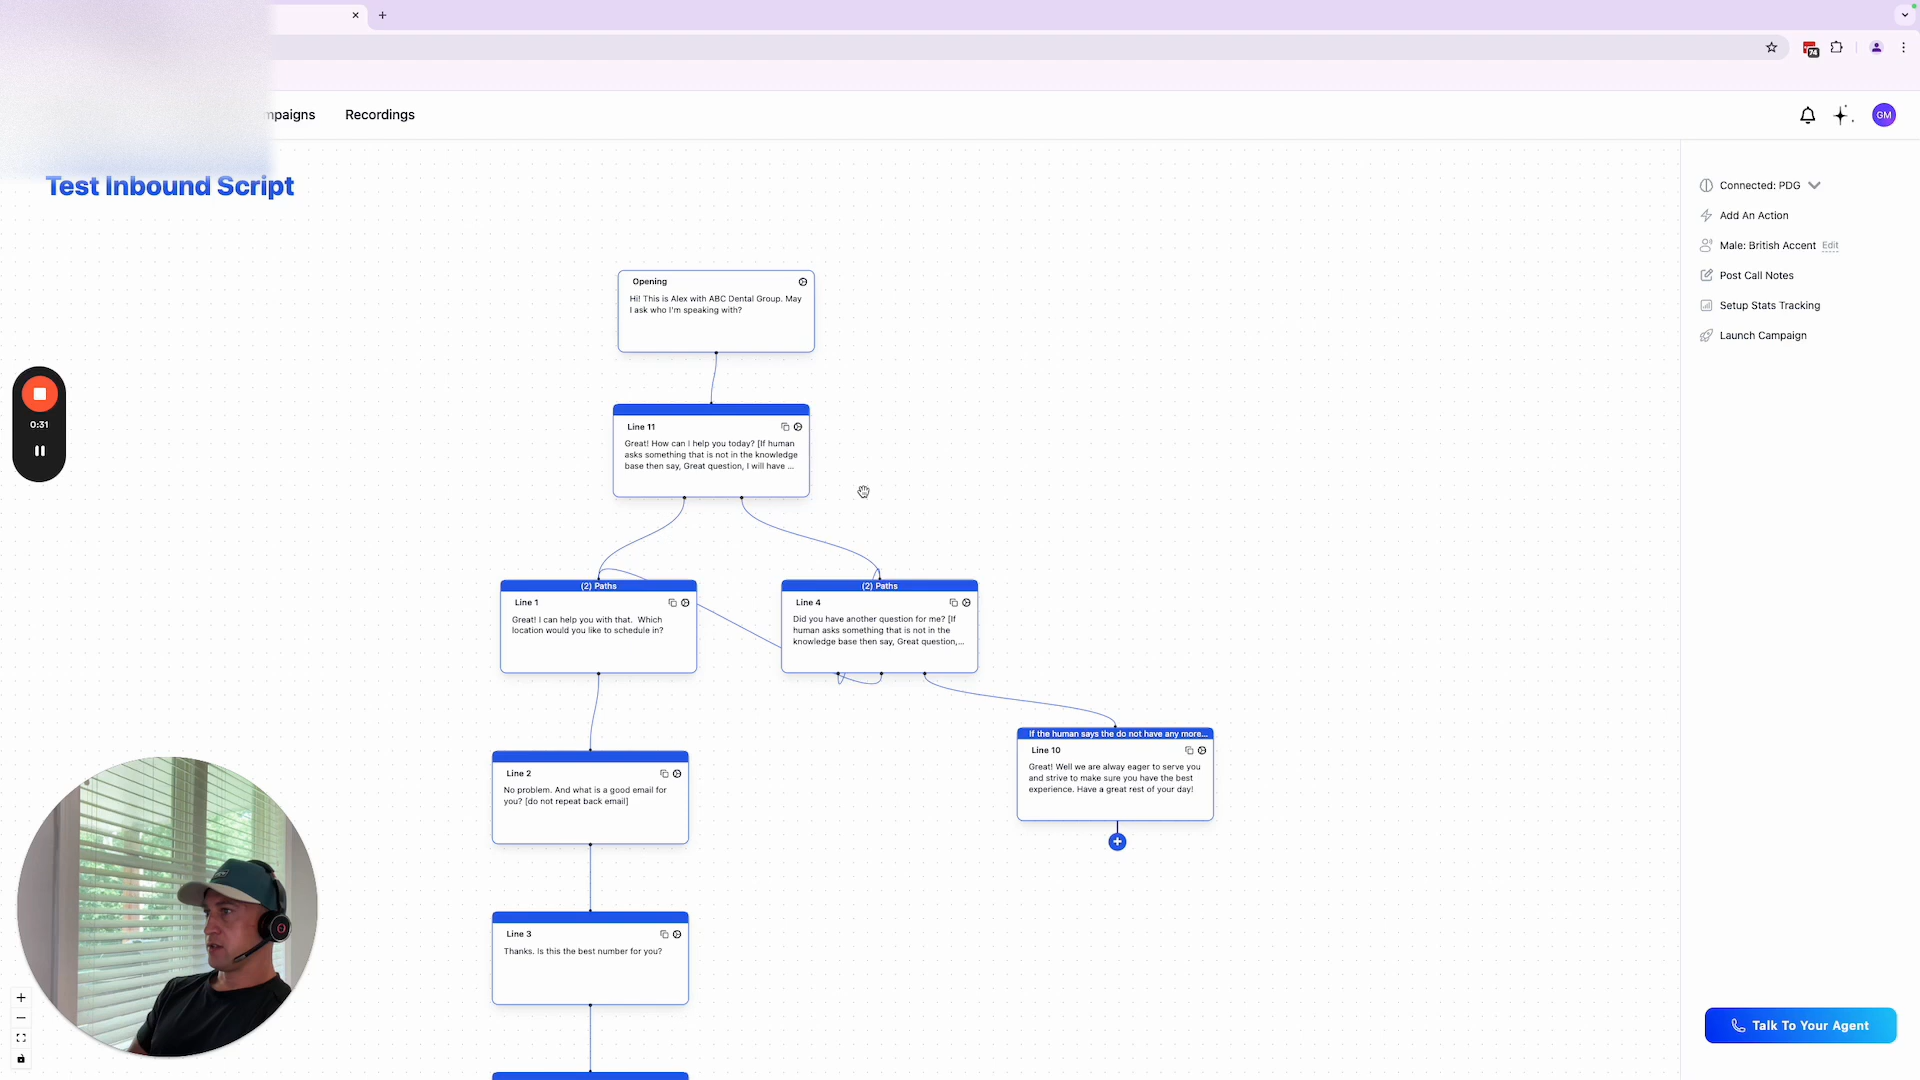 74
mpaigns
Recordings
GM
Test Inbound Script
Connected: PDG
Add An Action
Male: British Accent Edit
Post Call Notes
Setup Stats Tracking
Launch Campaign
Opening
Hi! This is Alex with ABC Dental Group. May
I ask who I'm speaking with?
0:31
Line 11
Great! How can I help you today? [If human
asks something that is not in the knowledge
base then say, Great question, I will have ...
(2) Paths
Line 1
Great! I can help you with that. Which
location would you like to schedule in?
(2) Paths
Line 4
Did you have another question for me? [If
human asks something that is not in the
knowledge base then say, Great question,...
If the human says the do not have any more...
Line 10
Great! Well we are alway eager to serve you
and strive to make sure you have the best
experience. Have a great rest of your day!
Line 2
No problem. And what is a good email for
you? [do not repeat back email]
Line 3
Thanks. Is this the best number for you?
Talk To Your Agent